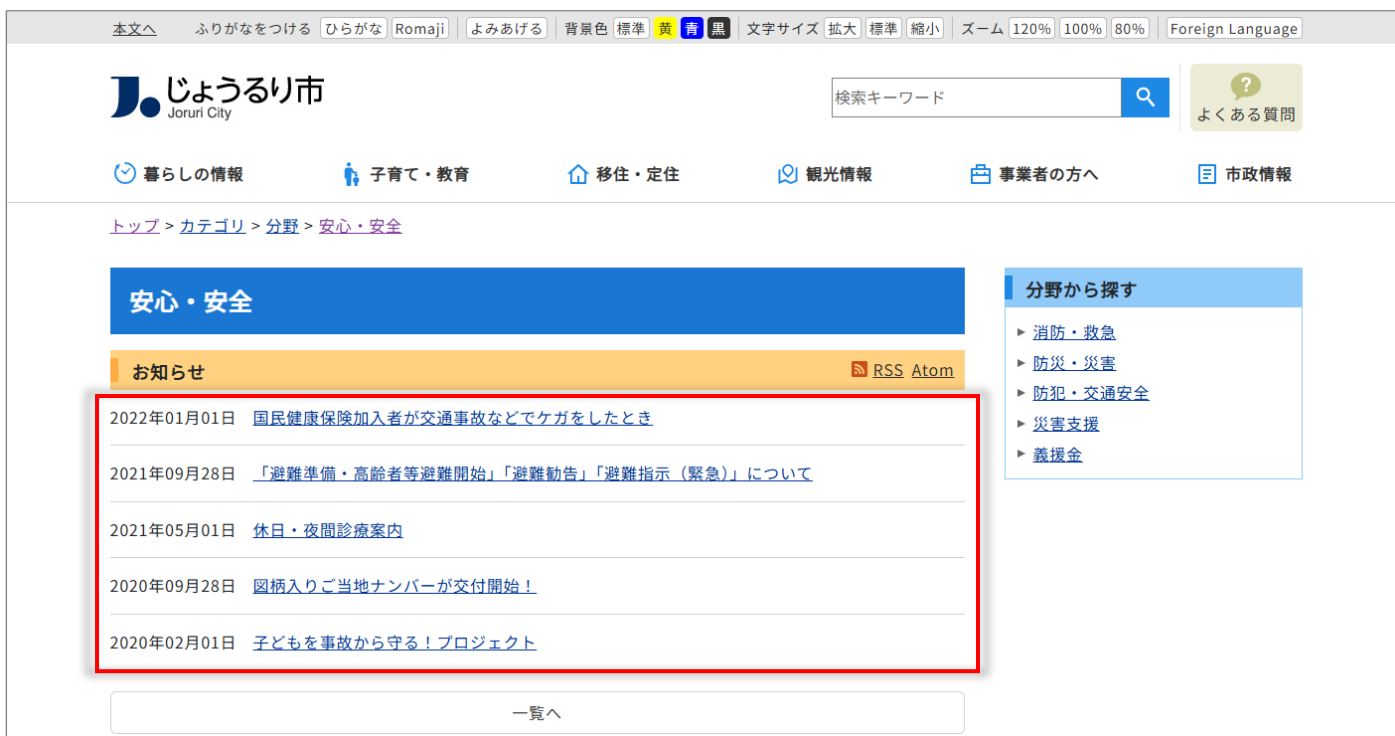 本文へ ふりがなをつける ひらがな Romaji よみあげる 背景色 標準 黄 青 黒 文字サイズ 拡大 標準 縮小 ズーム 120% 100% 80% Foreign Language
じょうるり市
Joruri City
検索キーワード
?
よくある質問
暮らしの情報 子育て・教育 移住・定住 観光情報 事業者の方へ 市政情報
トップ > カテゴリ > 分野 > 安心・安全
安心・安全
お知らせ RSS Atom
2022年01月01日 国民健康保険加入者が交通事故などでケガをしたとき
2021年09月28日 「避難準備・高齢者等避難開始」「避難勧告」「避難指示（緊急）」について
2021年05月01日 休日・夜間診療案内
2020年09月28日 図柄入りご当地ナンバーが交付開始！
2020年02月01日 子どもを事故から守る！プロジェクト
一覧へ
分野から探す
消防・救急
防災・災害
防犯・交通安全
災害支援
義援金